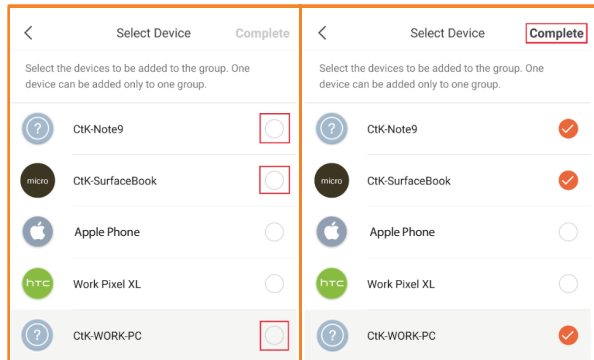 Select Device
Complete
Select the devices to be added to the group. One
device can be added only to one group.
?
CtK-Note9
micro
CtK-SurfaceBook
Apple Phone
hTC
Work Pixel XL
?
CtK-WORK-PC
Select Device
Complete
Select the devices to be added to the group. One
device can be added only to one group.
?
CtK-Note9
micro
CtK-SurfaceBook
Apple Phone
hTC
Work Pixel XL
?
CtK-WORK-PC